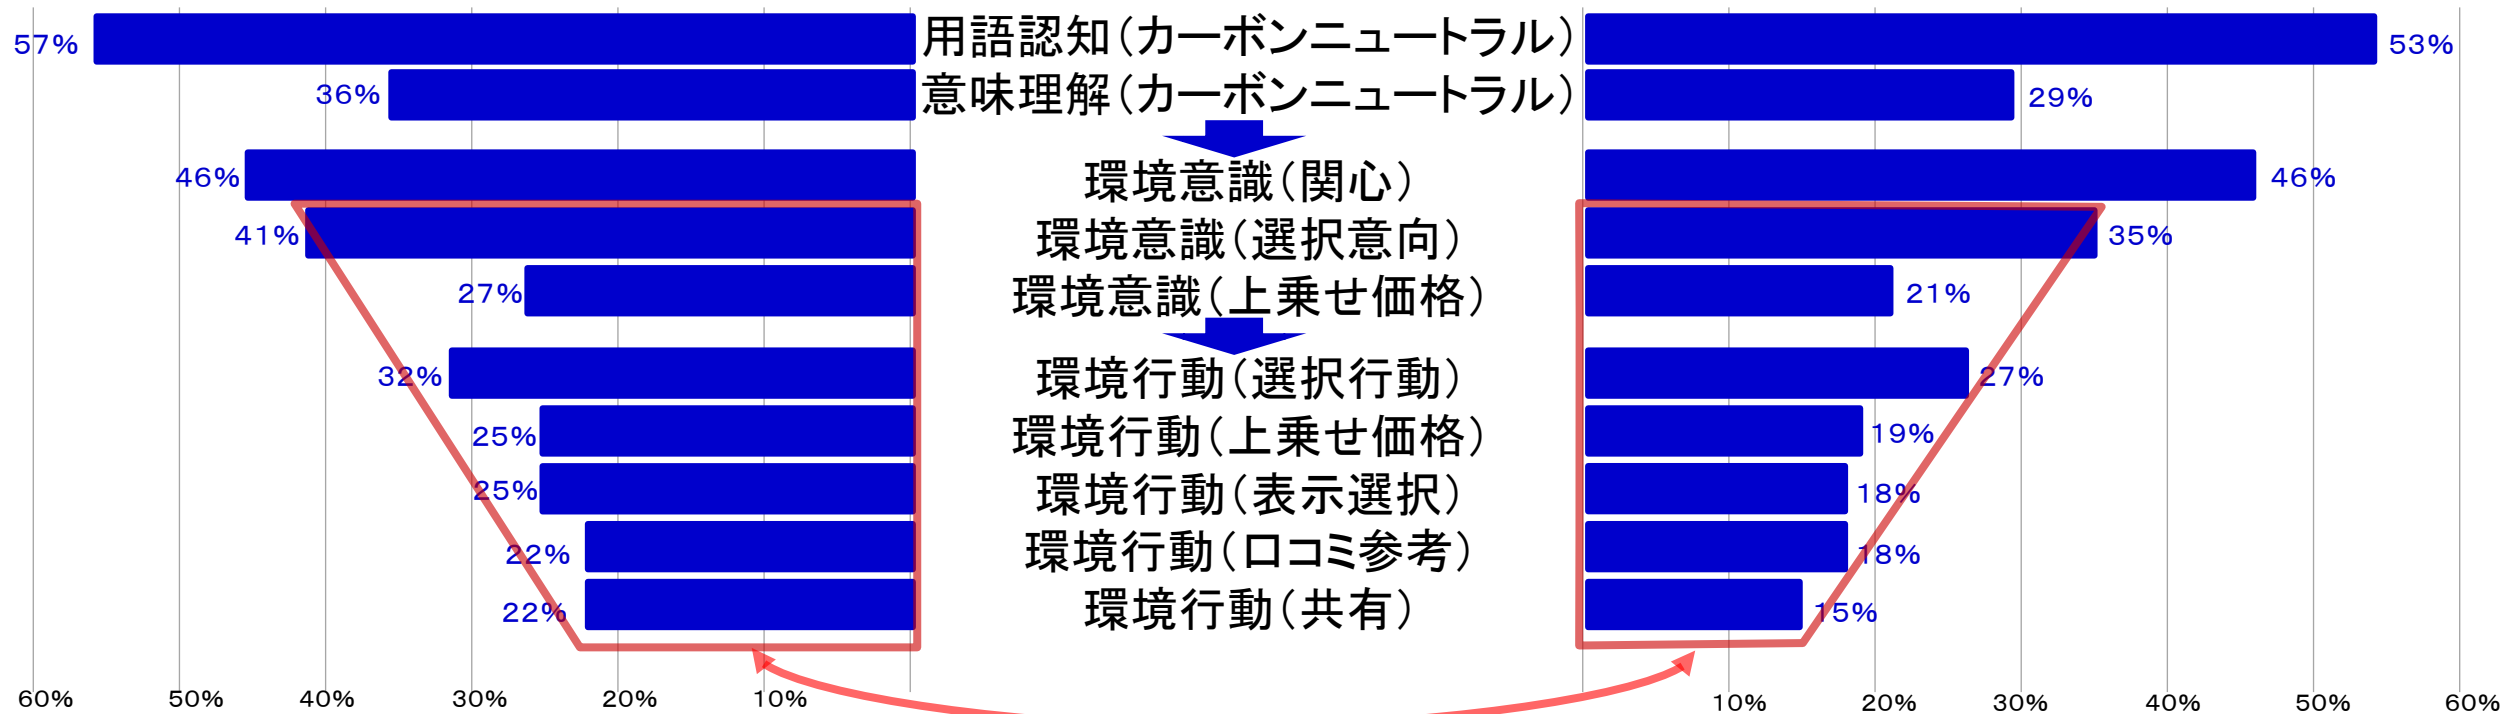 57% 用語認知（カーボンニュートラル） 53%
36% 意味理解（カーボンニュートラル） 29%
46% 環境意識（関心） 46%
41% 環境意識（選択意向） 35%
27% 環境意識（上乗せ価格） 21%
32% 環境行動（選択行動） 27%
25% 環境行動（上乗せ価格） 19%
25% 環境行動（表示選択） 18%
22% 環境行動（口コミ参考） 18%
22% 環境行動（共有） 15%
60% 50% 40% 30% 20% 10% 10% 20% 30% 40% 50% 60%